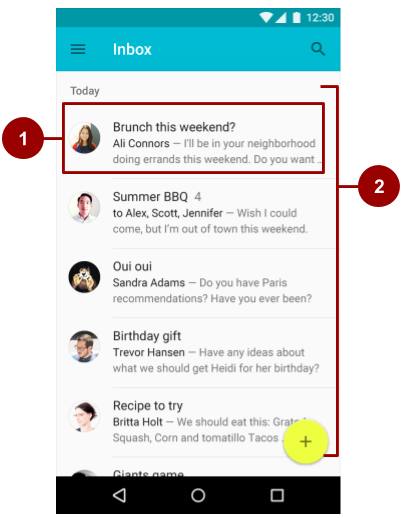 12:30
Inbox
Today
Brunch this weekend?
Ali Connors — I'll be in your neighborhood
doing errands this weekend. Do you want ..
Summer BBQ 4
to Alex, Scott, Jennifer — Wish I could
come, but I'm out of town this weekend.
Oui oui
Sandra Adams — Do you have Paris
recommendations? Have you ever been?
Birthday gift
Trevor Hansen — Have any ideas about
what we should get Heidi for her birthday?
Recipe to try
Britta Holt — We should eat this:
Squash, Corn and tomatillo Tacos
Giants game
1
2